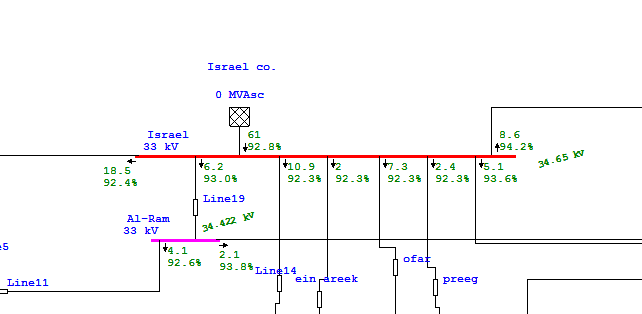 Israel co.
0 MVAsc
61
92.8%
8.6
94.2%
Israel
33 kV
34.65 kV
18.5
92.4%
6.2
93.0%
10.9
92.3%
2
92.3%
7.3
92.3%
2.4
92.3%
5.1
93.6%
Line19
Al-Ram
33 kV
34.422 kV
4.1
92.6%
2.1
93.8%
Line14
ein areek
ofar
preeg
e5
Line11